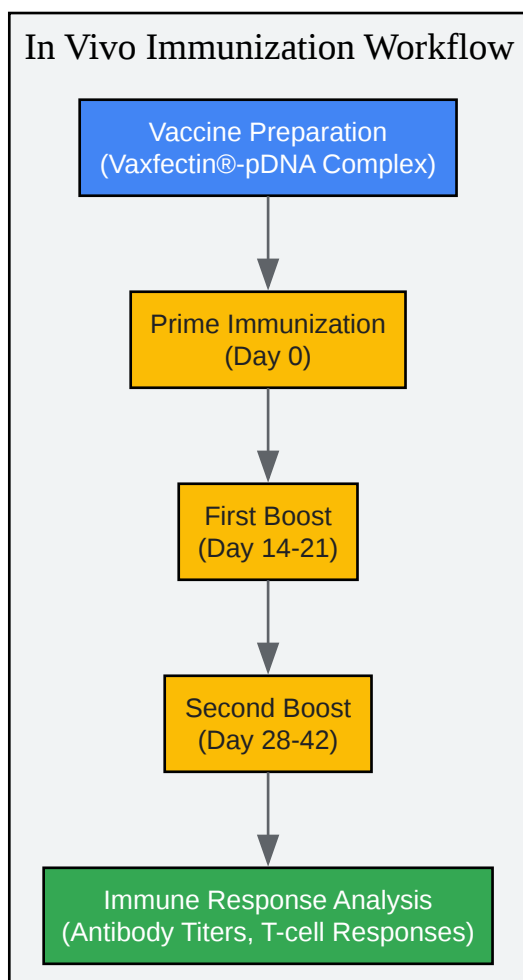 In Vivo Immunization Workflow
Vaccine Preparation
(Vaxfectin®-pDNA Complex)
Prime Immunization
(Day 0)
First Boost
(Day 14-21)
Second Boost
(Day 28-42)
Immune Response Analysis
(Antibody Titers, T-cell Responses)